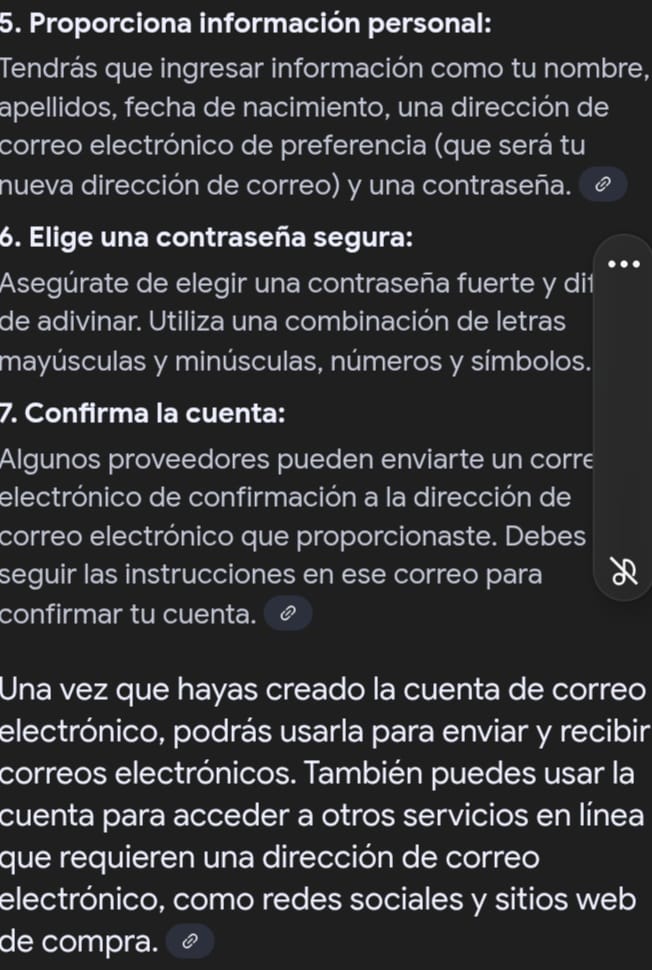 5. Proporciona información personal:
Tendrás que ingresar información como tu nombre,
apellidos, fecha de nacimiento, una dirección de
correo electrónico de preferencia (que será tu
nueva dirección de correo) y una contraseña.
6. Elige una contraseña segura:
Asegúrate de elegir una contraseña fuerte y
de adivinar. Utiliza una combinación de letras
mayúsculas y minúsculas, números y símbolos.
7. Confirma la cuenta:
Algunos proveedores pueden enviarte un corre
electrónico de confirmación a la dirección de
correo electrónico que proporcionaste. Debes
seguir las instrucciones en ese correo para
confirmar tu cuenta.
Una vez que hayas creado la cuenta de correo
electrónico, podrás usarla para enviar y recibir
correos electrónicos. También puedes usar la
cuenta para acceder a otros servicios en línea
que requieren una dirección de correo
electrónico, como redes sociales y sitios web
de compra.